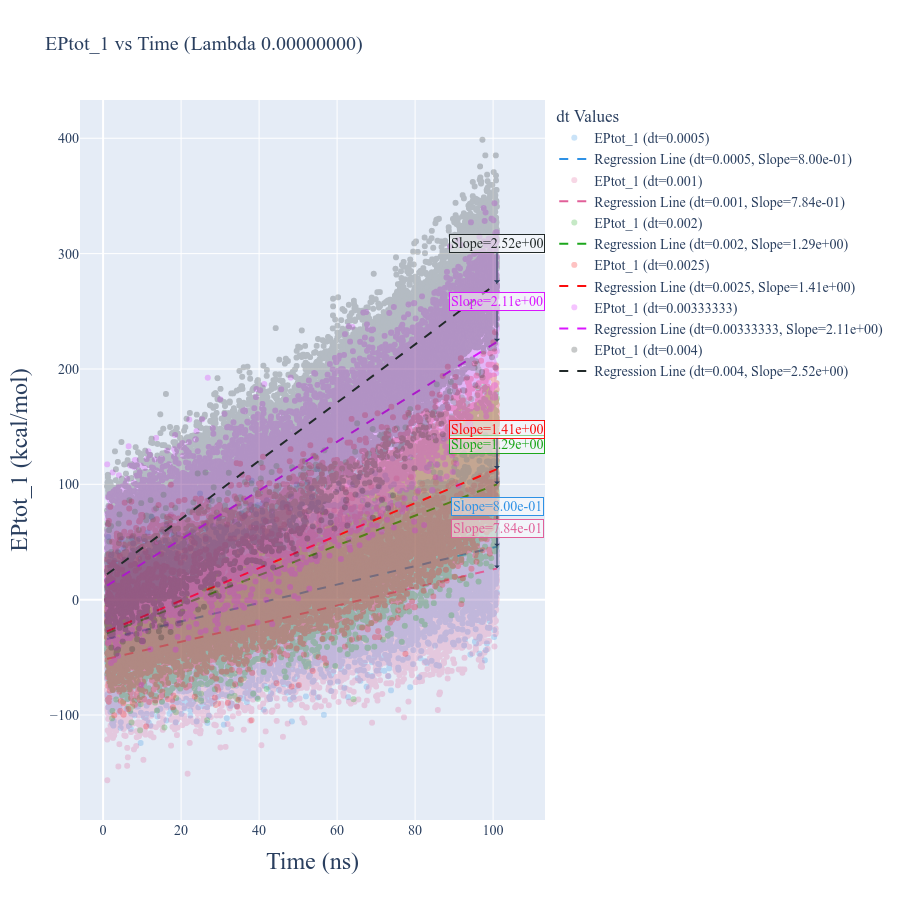 EPtot_1 vs Time (Lambda 0.00000000)
dt Values
EPtot_1 (dt=0.0005)
Regression Line (dt=0.0005, Slope=8.00e-01)
EPtot_1 (dt=0.001)
Regression Line (dt=0.001, Slope=7.84e-01)
EPtot_1 (dt=0.002)
Regression Line (dt=0.002, Slope=1.29e+00)
EPtot_1 (dt=0.0025)
Regression Line (dt=0.0025, Slope=1.41e+00)
EPtot_1 (dt=0.00333333)
Regression Line (dt=0.00333333, Slope=2.11e+00)
EPtot_1 (dt=0.004)
Regression Line (dt=0.004, Slope=2.52e+00)
Slope=2.52e+00
Slope=2.11e+00
Slope=1.41e+00
Slope=1.29e+00
Slope=8.00e-01
Slope=7.84e-01
400
300
200
100
0
−100
EPtot_1 (kcal/mol)
0 20 40 60 80 100
Time (ns)